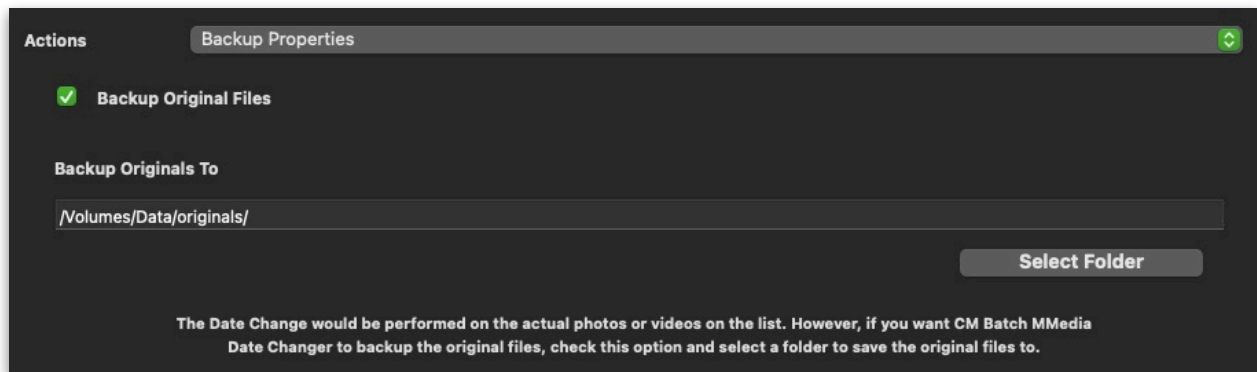 Actions Backup Properties
Backup Original Files
Backup Originals To
/Volumes/Data/originals/
Select Folder
The Date Change would be performed on the actual photos or videos on the list. However, if you want CM Batch MMedia
Date Changer to backup the original files, check this option and select a folder to save the original files to.